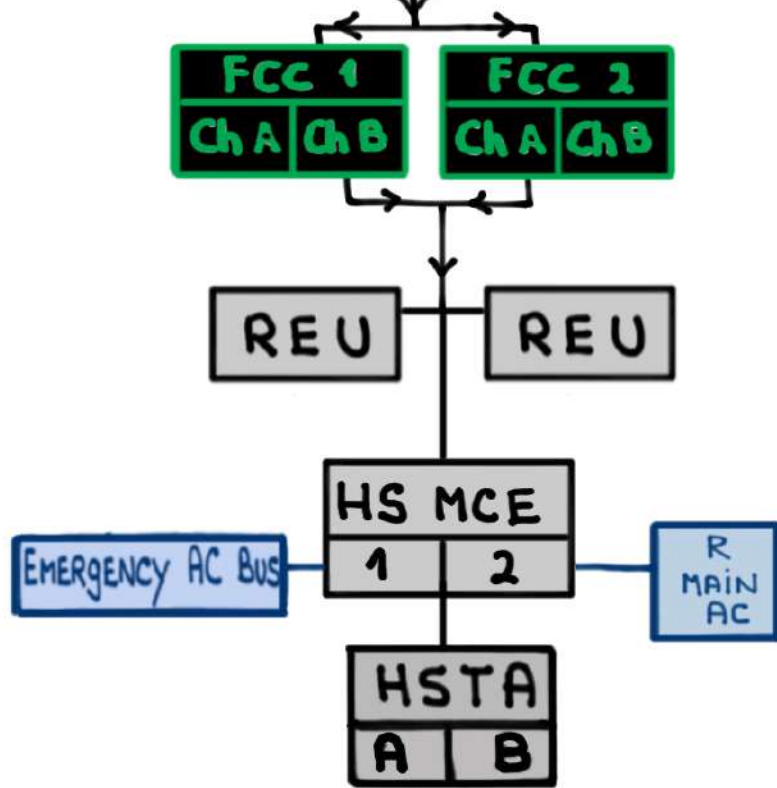 FCC 1
Ch A Ch B
FCC 2
Ch A Ch B
REU
REU
HS MCE
1 2
EMERgENCY AC BUS
R
MAiN
AC
HSTA
A B